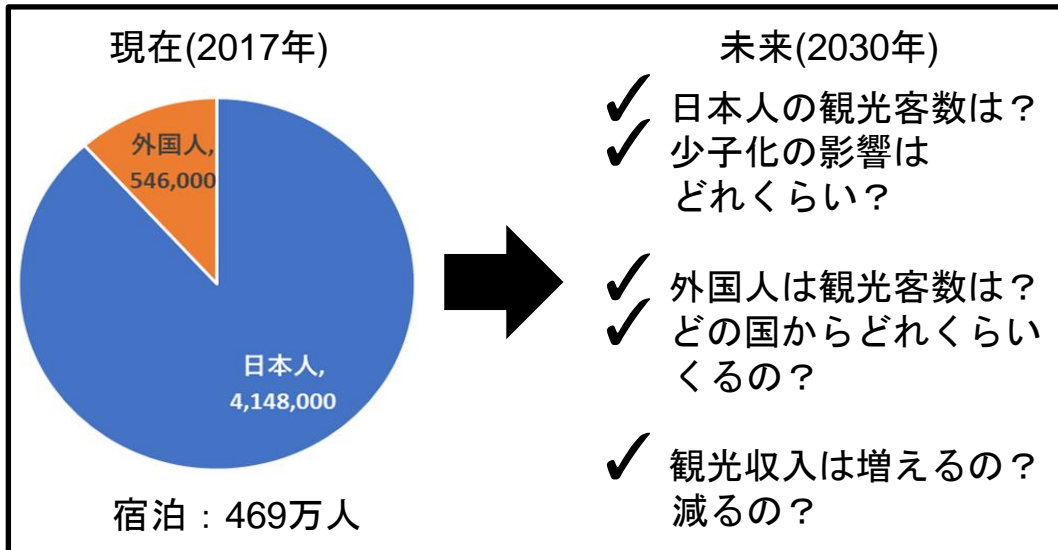 現在(2017年)
外国人,
546,000
日本人,
4,148,000
宿泊：469万人
未来(2030年)
✓ 日本人の観光客数は？
✓ 少子化の影響は
どれくらい？
✓ 外国人は観光客数は？
✓ どの国からどれくらい
くるの？
✓ 観光収入は増えるの？
減るの？